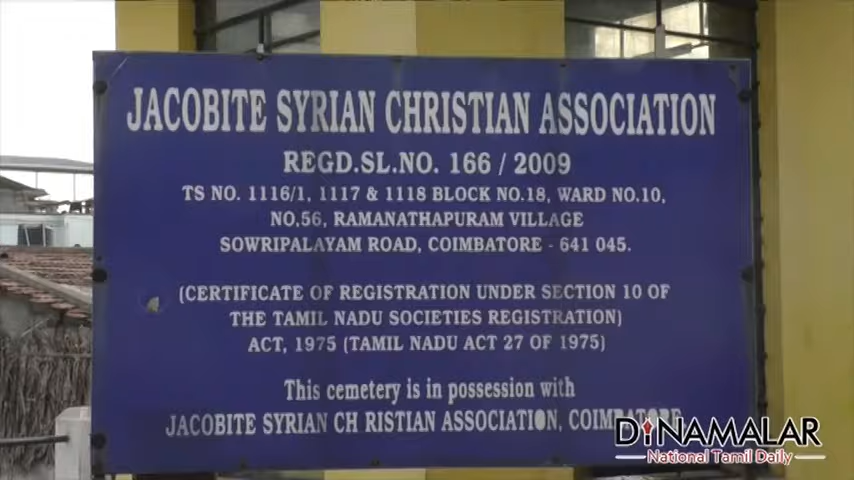 JACOBITE SYRIAN CHRISTIAN ASSOCIATION
REGD.SL.NO. 166 / 2009
TS NO. 1116/1, 1117 & 1118 BLOCK NO.18, WARD NO.10,
NO,56, RAMANATHAPURAM VILLAGE
SOWRIPALAYAM ROAD, COIMBATORE - 641 045.
(CERTIFICATE OF REGISTRATION UNDER SECTION 10 OF
THE TAMIL NADU SOCIETIES REGISTRATION)
ACT, 1975 (TAMIL NADU ACT 27 OF 1975)
This cemetery is in possession with
JACOBITE SYRIAN CH RISTIAN ASSOCIATION, COIMBATORE
DINAMALAR
National Tamil Daily